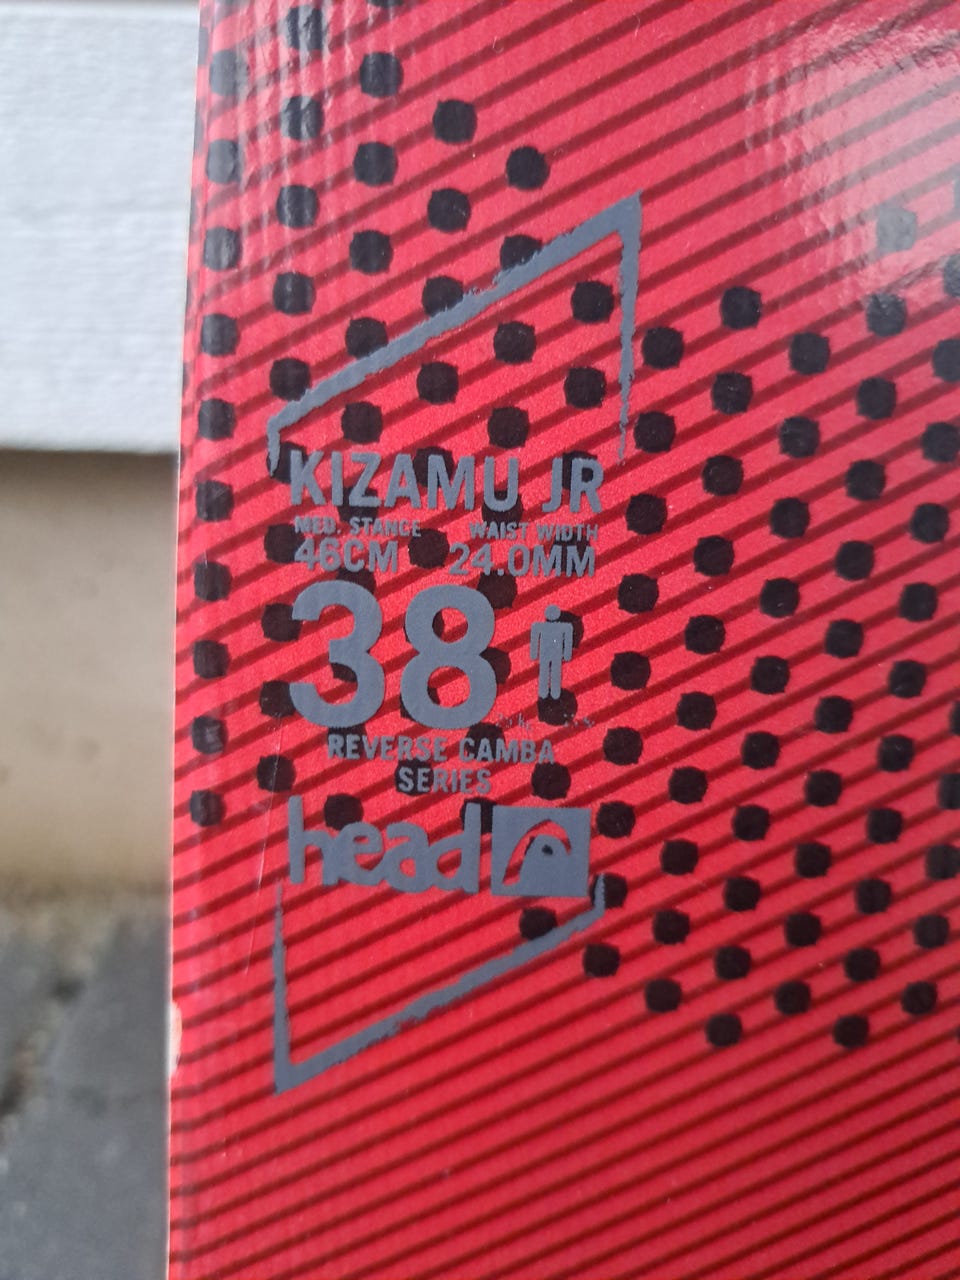 KIZAMU JR
MED. STANCE WAIST WIDTH
46CM 24.0MM
38
REVERSE CAMBA
SERIES
head